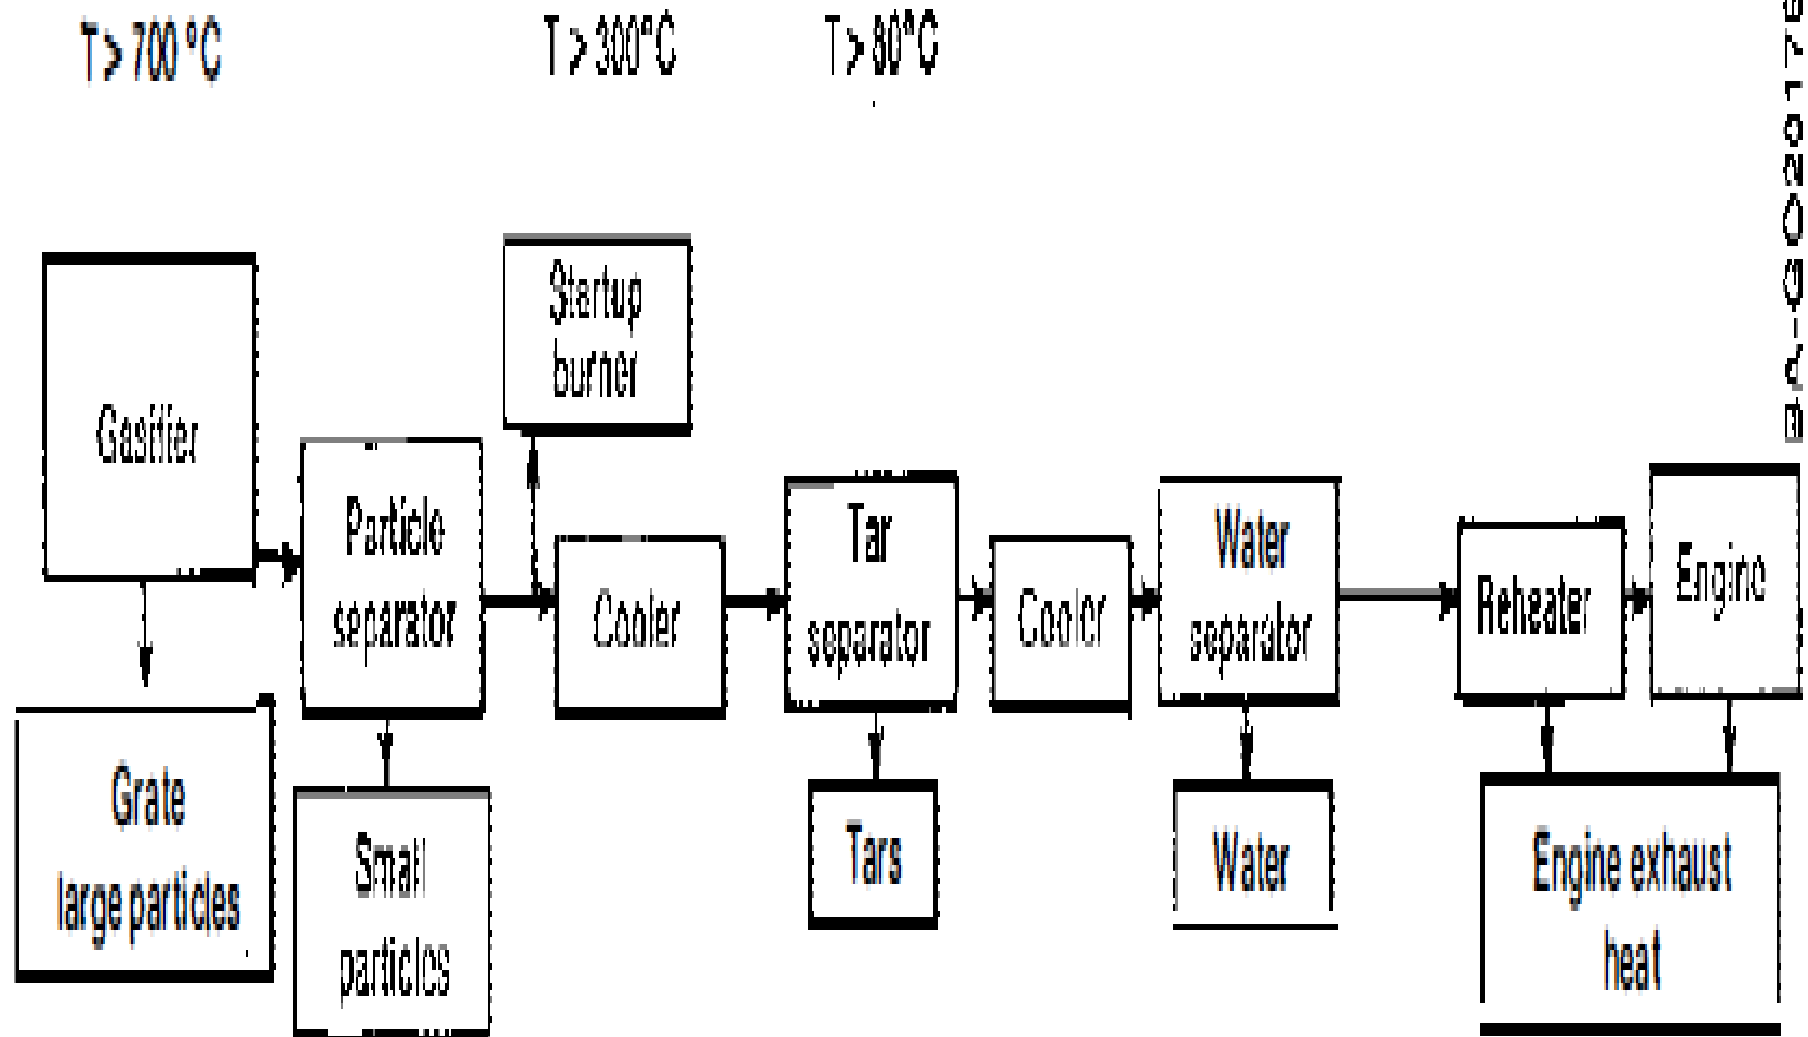 T > 700 °C
T > 300°C
T > 80°C
Startup
burner
Gasifier
Particle
separator
Cooler
Tar
separator
Cooler
Water
separator
Reheater
Engine
Grate
large particles
Small
particles
Tars
Water
Engine exhaust
heat